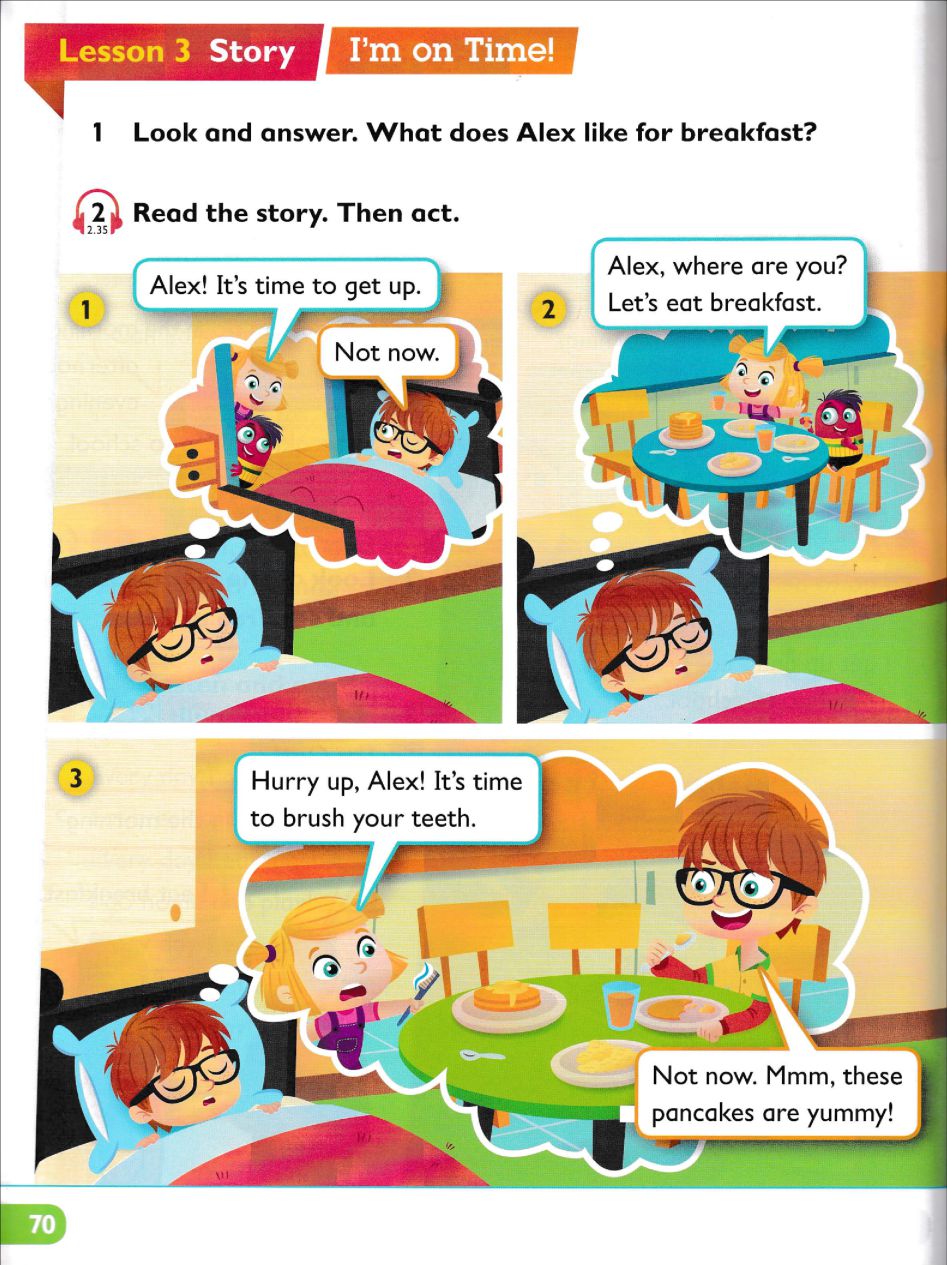 Lesson 3 Story I'm on Time!
1 Look and answer. What does Alex like for breakfast?
2 Read the story. Then act.
2.35
1
Alex! It's time to get up.
Not now.
2
Alex, where are you?
Let's eat breakfast.
3
Hurry up, Alex! It's time
to brush your teeth.
Not now. Mmm, these
pancakes are yummy!
70